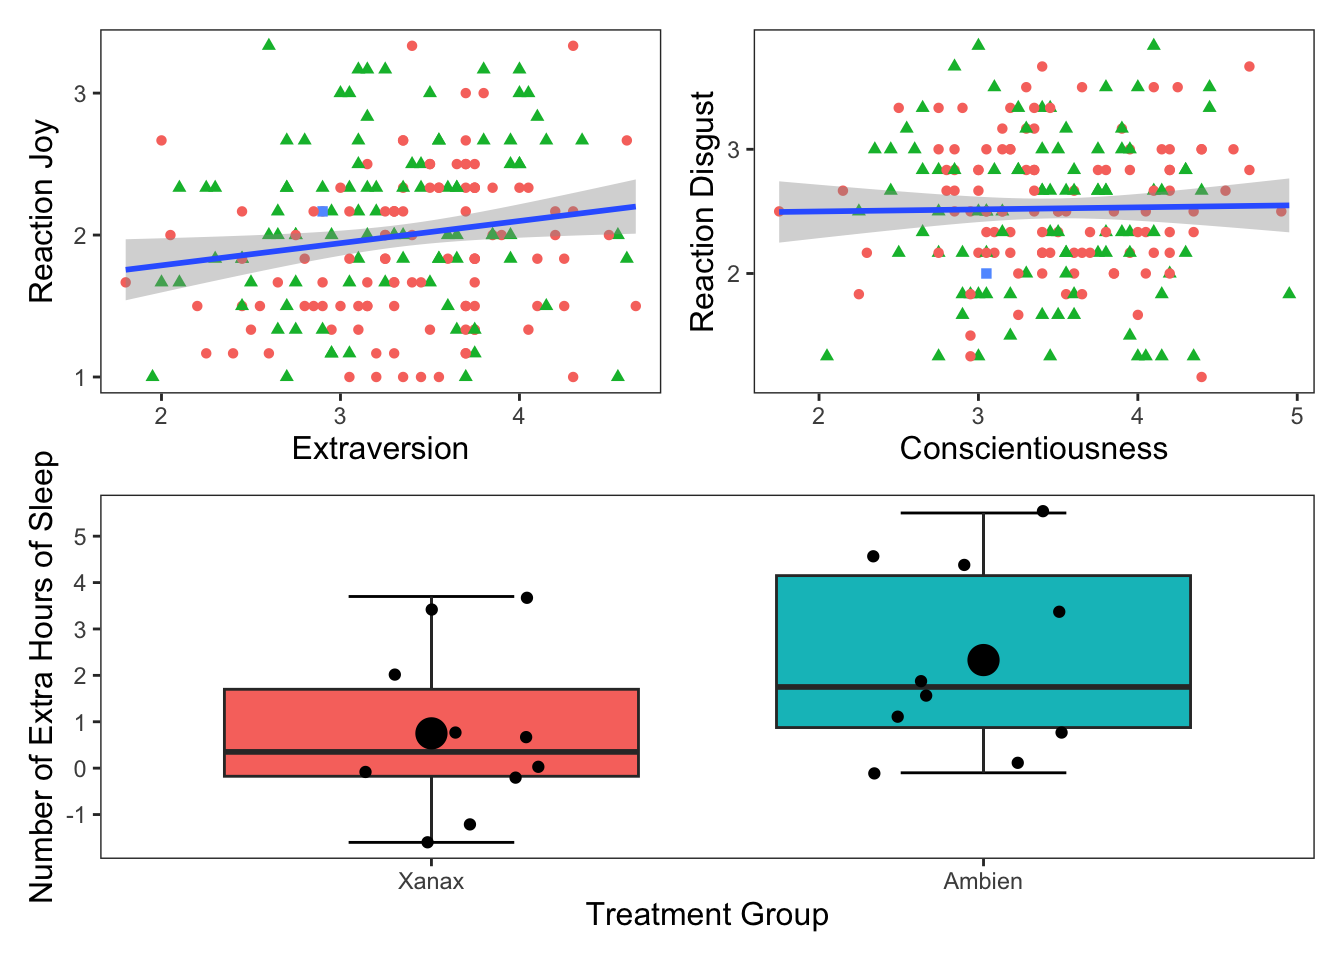 Reaction Joy
3
2
1
2 3 4
Extraversion
Reaction Disgust
3
2
2 3 4 5
Conscientiousness
Number of Extra Hours of Sleep
5
4
3
2
1
0
-1
Xanax Ambien
Treatment Group